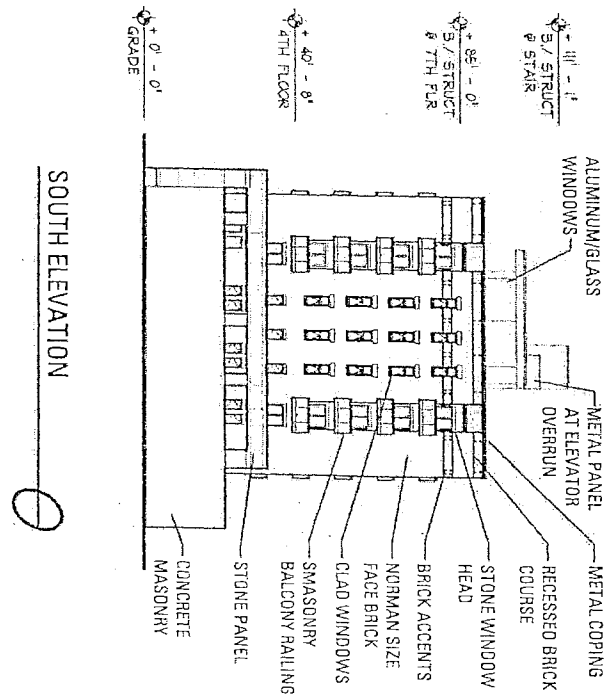 + 111' - 1"
B./ STRUCT
@ STAIR
+ 85' - 0"
B./ STRUCT
@ 7TH FLR
+ 40' - 8"
4TH FLOOR
+ 0' - 0"
GRADE
ALUMINUM/GLASS
WINDOWS
METAL PANEL
AT ELEVATOR
OVERRUN
METAL COPING
RECESSED BRICK
COURSE
STONE WINDOW
HEAD
BRICK ACCENTS
NORMAN SIZE
FACE BRICK
CLAD WINDOWS
SMASONRY
BALCONY RAILING
STONE PANEL
CONCRETE
MASONRY
SOUTH ELEVATION